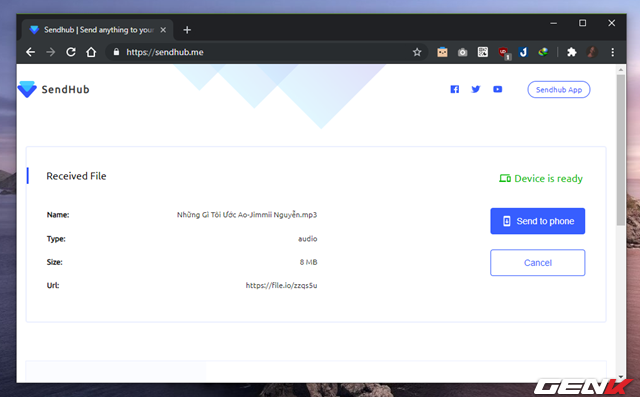 Sendhub | Send anything to your
https://sendhub.me
1
SendHub
Sendhub App
Received File
Device is ready
Name: Những Gì Tôi Ước Ao-Jimmii Nguyễn.mp3
Send to phone
Type: audio
Size: 8 MB
Cancel
Url: https://file.io/zzqs5u
GENK